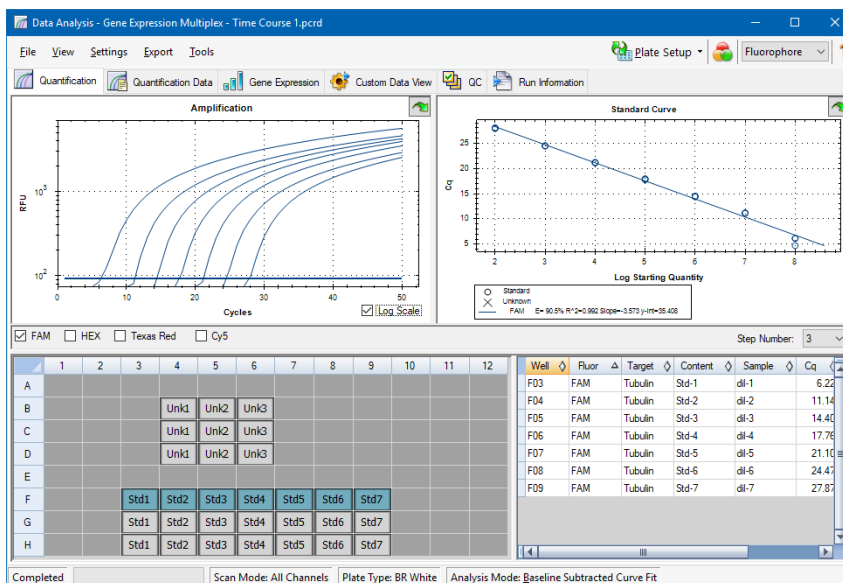 Data Analysis - Gene Expression Multiplex - Time Course 1.pcrd
File View Settings Export Tools Plate Setup Fluorophore
Quantification Quantification Data Gene Expression Custom Data View QC Run Information
Amplification
RFU
10^3
10^2
0 10 20 30 40 50
Cycles
Log Scale
Standard Curve
Cq
25
20
15
10
5
2 3 4 5 6 7 8
Log Starting Quantity
Standard
Unknown
FAM E= 90.5% R^2=0.992 Slope=-3.573 y-int=35.408
FAM HEX Texas Red Cy5 Step Number: 3
1 2 3 4 5 6 7 8 9 10 11 12
A
B Unk1 Unk2 Unk3
C Unk1 Unk2 Unk3
D Unk1 Unk2 Unk3
E
F Std1 Std2 Std3 Std4 Std5 Std6 Std7
G Std1 Std2 Std3 Std4 Std5 Std6 Std7
H Std1 Std2 Std3 Std4 Std5 Std6 Std7
Well Fluor Target Content Sample Cq
F03 FAM Tubulin Std-1 dil-1 6.22
F04 FAM Tubulin Std-2 dil-2 11.14
F05 FAM Tubulin Std-3 dil-3 14.40
F06 FAM Tubulin Std-4 dil-4 17.76
F07 FAM Tubulin Std-5 dil-5 21.10
F08 FAM Tubulin Std-6 dil-6 24.47
F09 FAM Tubulin Std-7 dil-7 27.87
Completed Scan Mode: All Channels Plate Type: BR White Analysis Mode: Baseline Subtracted Curve Fit